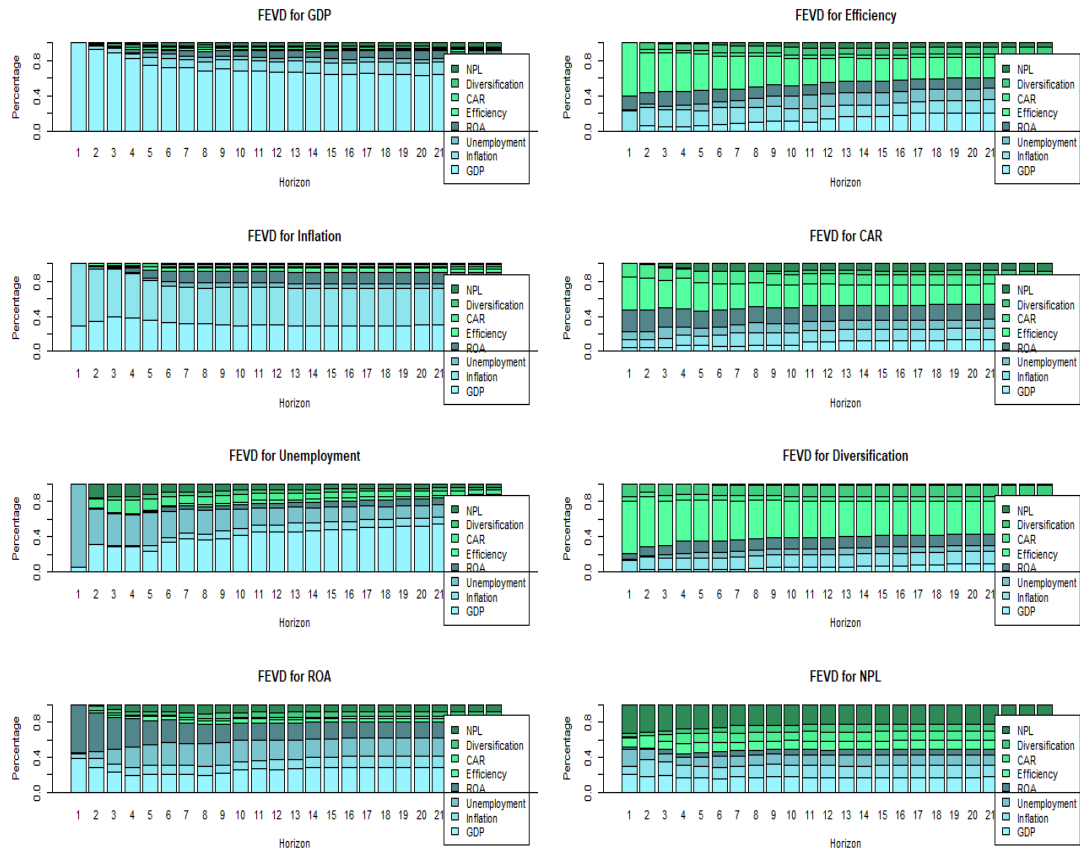 FEVD for GDP
Percentage
0.8
0.4
0.0
NPL
Diversification
CAR
Efficiency
ROA
Unemployment
Inflation
GDP
1 2 3 4 5 6 7 8 9 10 11 12 13 14 15 16 17 18 19 20 21
Horizon
FEVD for Efficiency
Percentage
0.8
0.4
0.0
NPL
Diversification
CAR
Efficiency
ROA
Unemployment
Inflation
GDP
1 2 3 4 5 6 7 8 9 10 11 12 13 14 15 16 17 18 19 20 21
Horizon
FEVD for Inflation
Percentage
0.8
0.4
0.0
NPL
Diversification
CAR
Efficiency
ROA
Unemployment
Inflation
GDP
1 2 3 4 5 6 7 8 9 10 11 12 13 14 15 16 17 18 19 20 21
Horizon
FEVD for CAR
Percentage
0.8
0.4
0.0
NPL
Diversification
CAR
Efficiency
ROA
Unemployment
Inflation
GDP
1 2 3 4 5 6 7 8 9 10 11 12 13 14 15 16 17 18 19 20 21
Horizon
FEVD for Unemployment
Percentage
0.8
0.4
0.0
NPL
Diversification
CAR
Efficiency
ROA
Unemployment
Inflation
GDP
1 2 3 4 5 6 7 8 9 10 11 12 13 14 15 16 17 18 19 20 21
Horizon
FEVD for Diversification
Percentage
0.8
0.4
0.0
NPL
Diversification
CAR
Efficiency
ROA
Unemployment
Inflation
GDP
1 2 3 4 5 6 7 8 9 10 11 12 13 14 15 16 17 18 19 20 21
Horizon
FEVD for ROA
Percentage
0.8
0.4
0.0
NPL
Diversification
CAR
Efficiency
ROA
Unemployment
Inflation
GDP
1 2 3 4 5 6 7 8 9 10 11 12 13 14 15 16 17 18 19 20 21
Horizon
FEVD for NPL
Percentage
0.8
0.4
0.0
NPL
Diversification
CAR
Efficiency
ROA
Unemployment
Inflation
GDP
1 2 3 4 5 6 7 8 9 10 11 12 13 14 15 16 17 18 19 20 21
Horizon